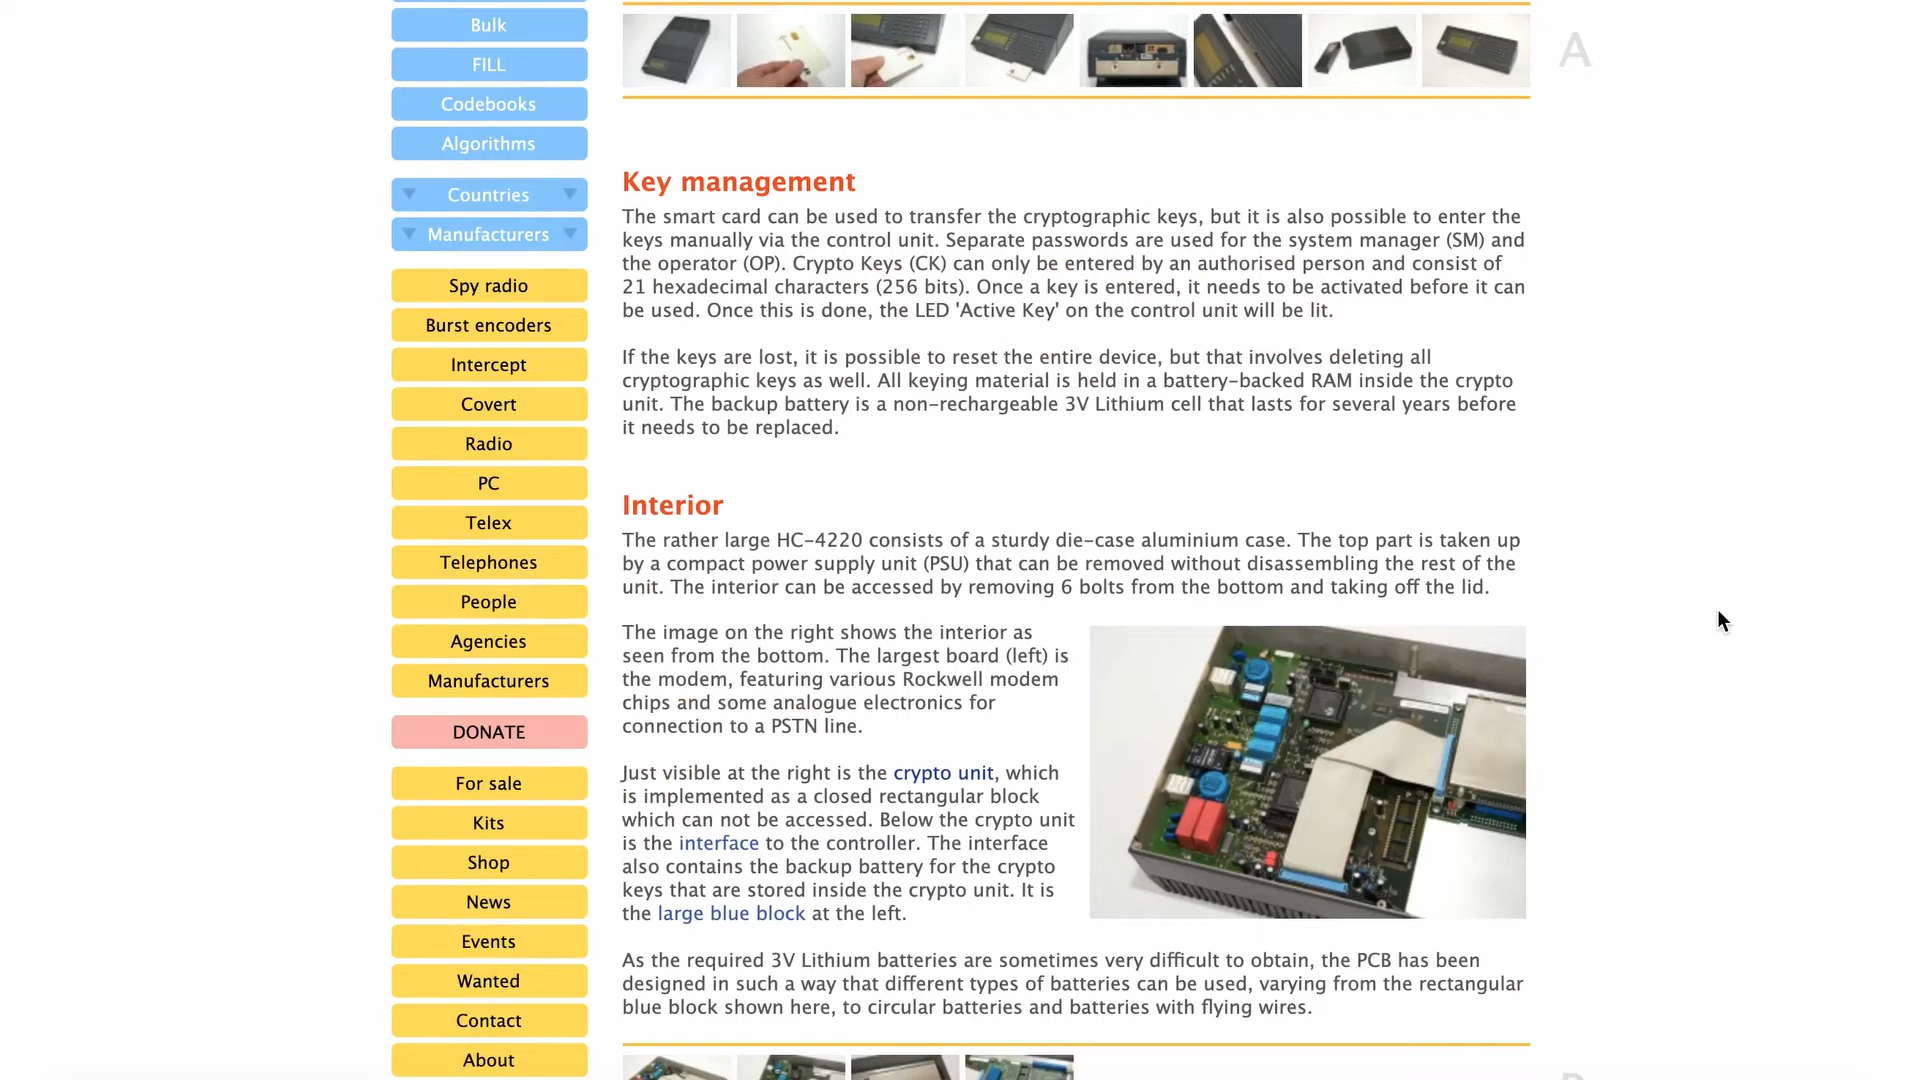 Bulk
FILL
Codebooks
Algorithms
Countries
Manufacturers
Spy radio
Burst encoders
Intercept
Covert
Radio
PC
Telex
Telephones
People
Agencies
Manufacturers
DONATE
For sale
Kits
Shop
News
Events
Wanted
Contact
About
A
Key management
The smart card can be used to transfer the cryptographic keys, but it is also possible to enter the
keys manually via the control unit. Separate passwords are used for the system manager (SM) and
the operator (OP). Crypto Keys (CK) can only be entered by an authorised person and consist of
21 hexadecimal characters (256 bits). Once a key is entered, it needs to be activated before it can
be used. Once this is done, the LED 'Active Key' on the control unit will be lit.
If the keys are lost, it is possible to reset the entire device, but that involves deleting all
cryptographic keys as well. All keying material is held in a battery-backed RAM inside the crypto
unit. The backup battery is a non-rechargeable 3V Lithium cell that lasts for several years before
it needs to be replaced.
Interior
The rather large HC-4220 consists of a sturdy die-case aluminium case. The top part is taken up
by a compact power supply unit (PSU) that can be removed without disassembling the rest of the
unit. The interior can be accessed by removing 6 bolts from the bottom and taking off the lid.
The image on the right shows the interior as
seen from the bottom. The largest board (left) is
the modem, featuring various Rockwell modem
chips and some analogue electronics for
connection to a PSTN line.
Just visible at the right is the crypto unit, which
is implemented as a closed rectangular block
which can not be accessed. Below the crypto unit
is the interface to the controller. The interface
also contains the backup battery for the crypto
keys that are stored inside the crypto unit. It is
the large blue block at the left.
As the required 3V Lithium batteries are sometimes very difficult to obtain, the PCB has been
designed in such a way that different types of batteries can be used, varying from the rectangular
blue block shown here, to circular batteries and batteries with flying wires.